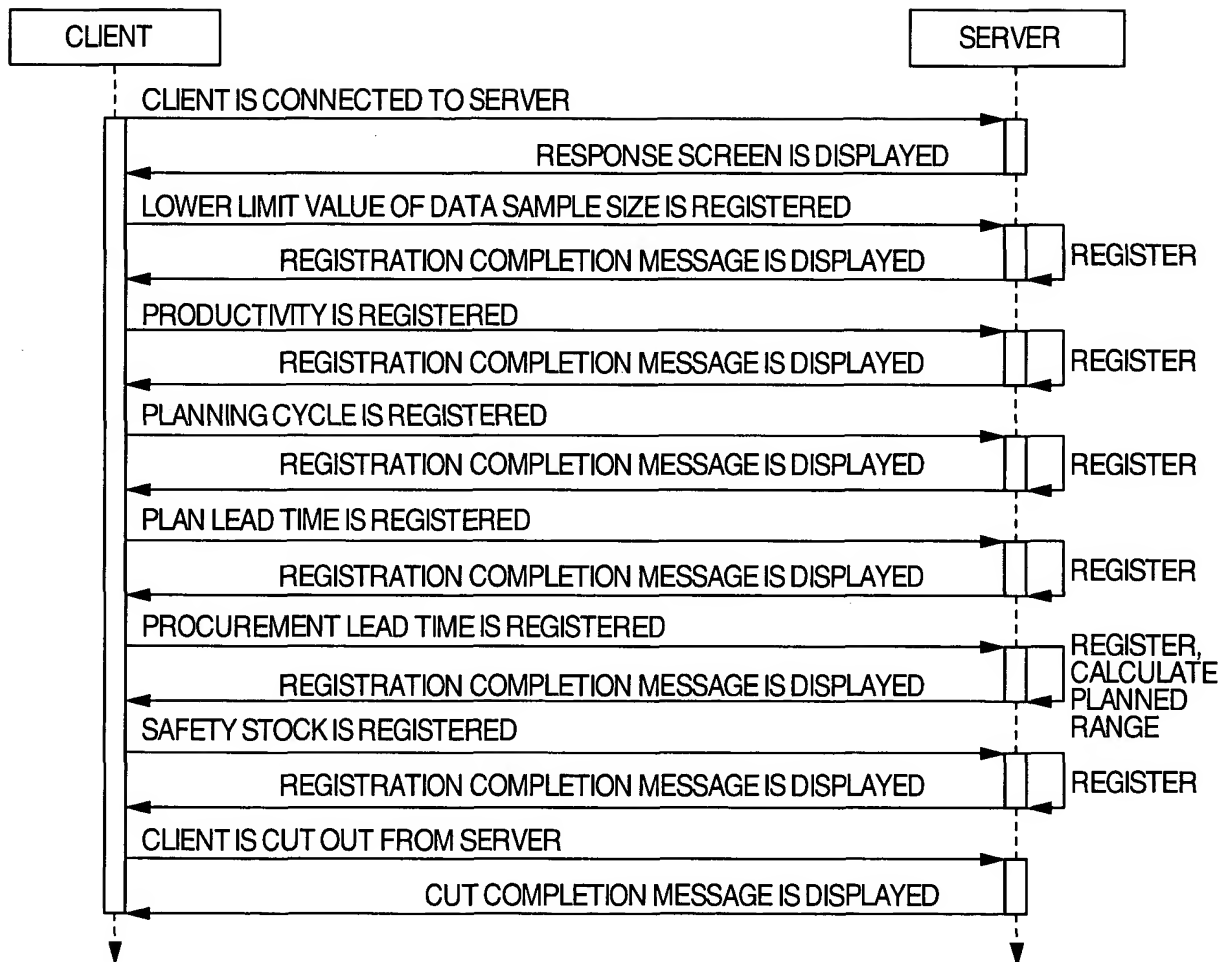 CLIENT
SERVER
CLIENT IS CONNECTED TO SERVER
RESPONSE SCREEN IS DISPLAYED
LOWER LIMIT VALUE OF DATA SAMPLE SIZE IS REGISTERED
REGISTRATION COMPLETION MESSAGE IS DISPLAYED
REGISTER
PRODUCTIVITY IS REGISTERED
REGISTRATION COMPLETION MESSAGE IS DISPLAYED
REGISTER
PLANNING CYCLE IS REGISTERED
REGISTRATION COMPLETION MESSAGE IS DISPLAYED
REGISTER
PLAN LEAD TIME IS REGISTERED
REGISTRATION COMPLETION MESSAGE IS DISPLAYED
REGISTER
PROCUREMENT LEAD TIME IS REGISTERED
REGISTRATION COMPLETION MESSAGE IS DISPLAYED
REGISTER,
CALCULATE
PLANNED
RANGE
SAFETY STOCK IS REGISTERED
REGISTRATION COMPLETION MESSAGE IS DISPLAYED
REGISTER
CLIENT IS CUT OUT FROM SERVER
CUT COMPLETION MESSAGE IS DISPLAYED